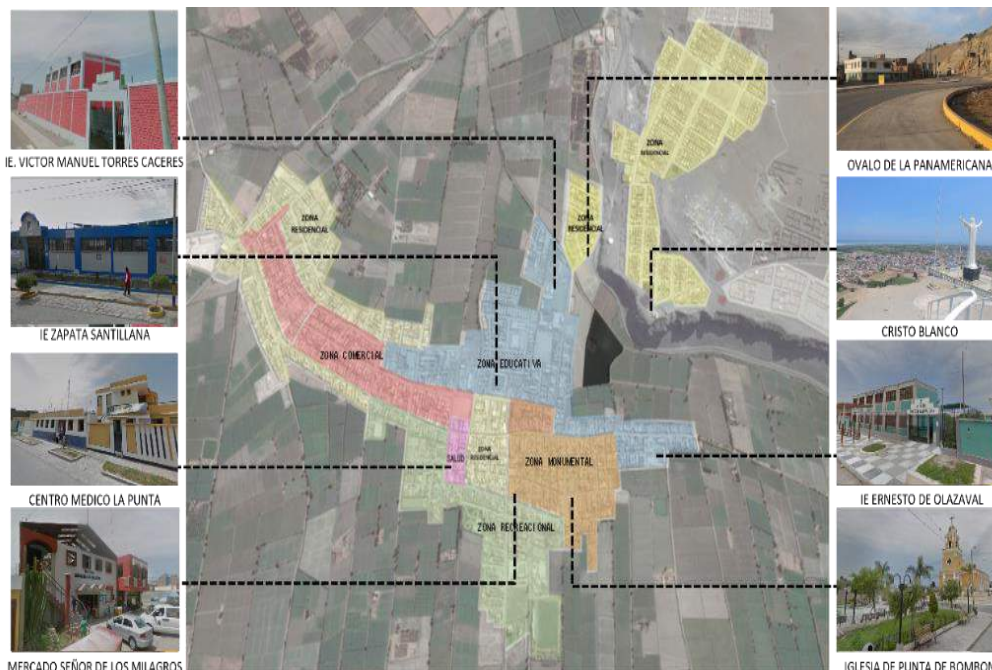 IE. VICTOR MANUEL TORRES CACERES
IE ZAPATA SANTILLANA
CENTRO MEDICO LA PUNTA
MERCADO SEÑOR DE LOS MILAGROS
ZONA
RESIDENCIAL
ZONA
RESIDENCIAL
ZONA
RESIDENCIAL
ZONA COMERCIAL
ZONA EDUCATIVA
SALUD
ZONA
RESIDENCIAL
ZONA MONUMENTAL
ZONA RECREACIONAL
OVALO DE LA PANAMERICANA
CRISTO BLANCO
IE ERNESTO DE OLAZAVAL
IGLESIA DE PUNTA DE BOMBOU